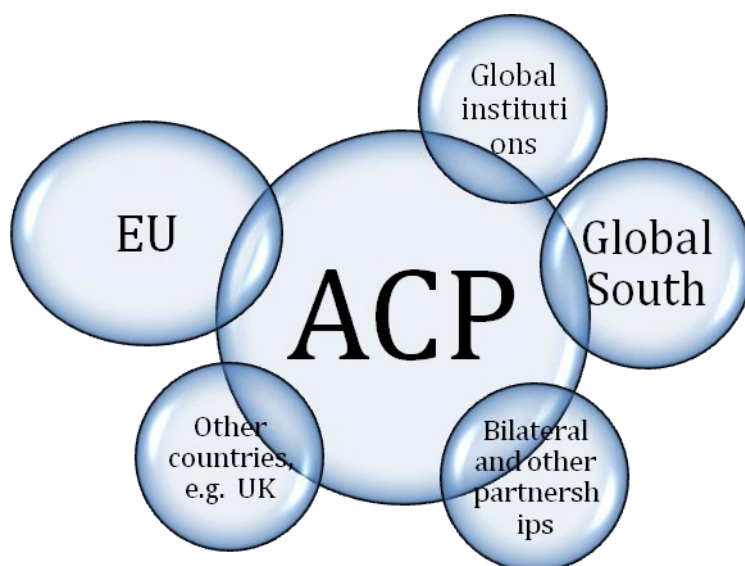 Global
instituti
ons
EU
Global
South
ACP
Other
countries,
e.g. UK
Bilateral
and other
partnersh
ips